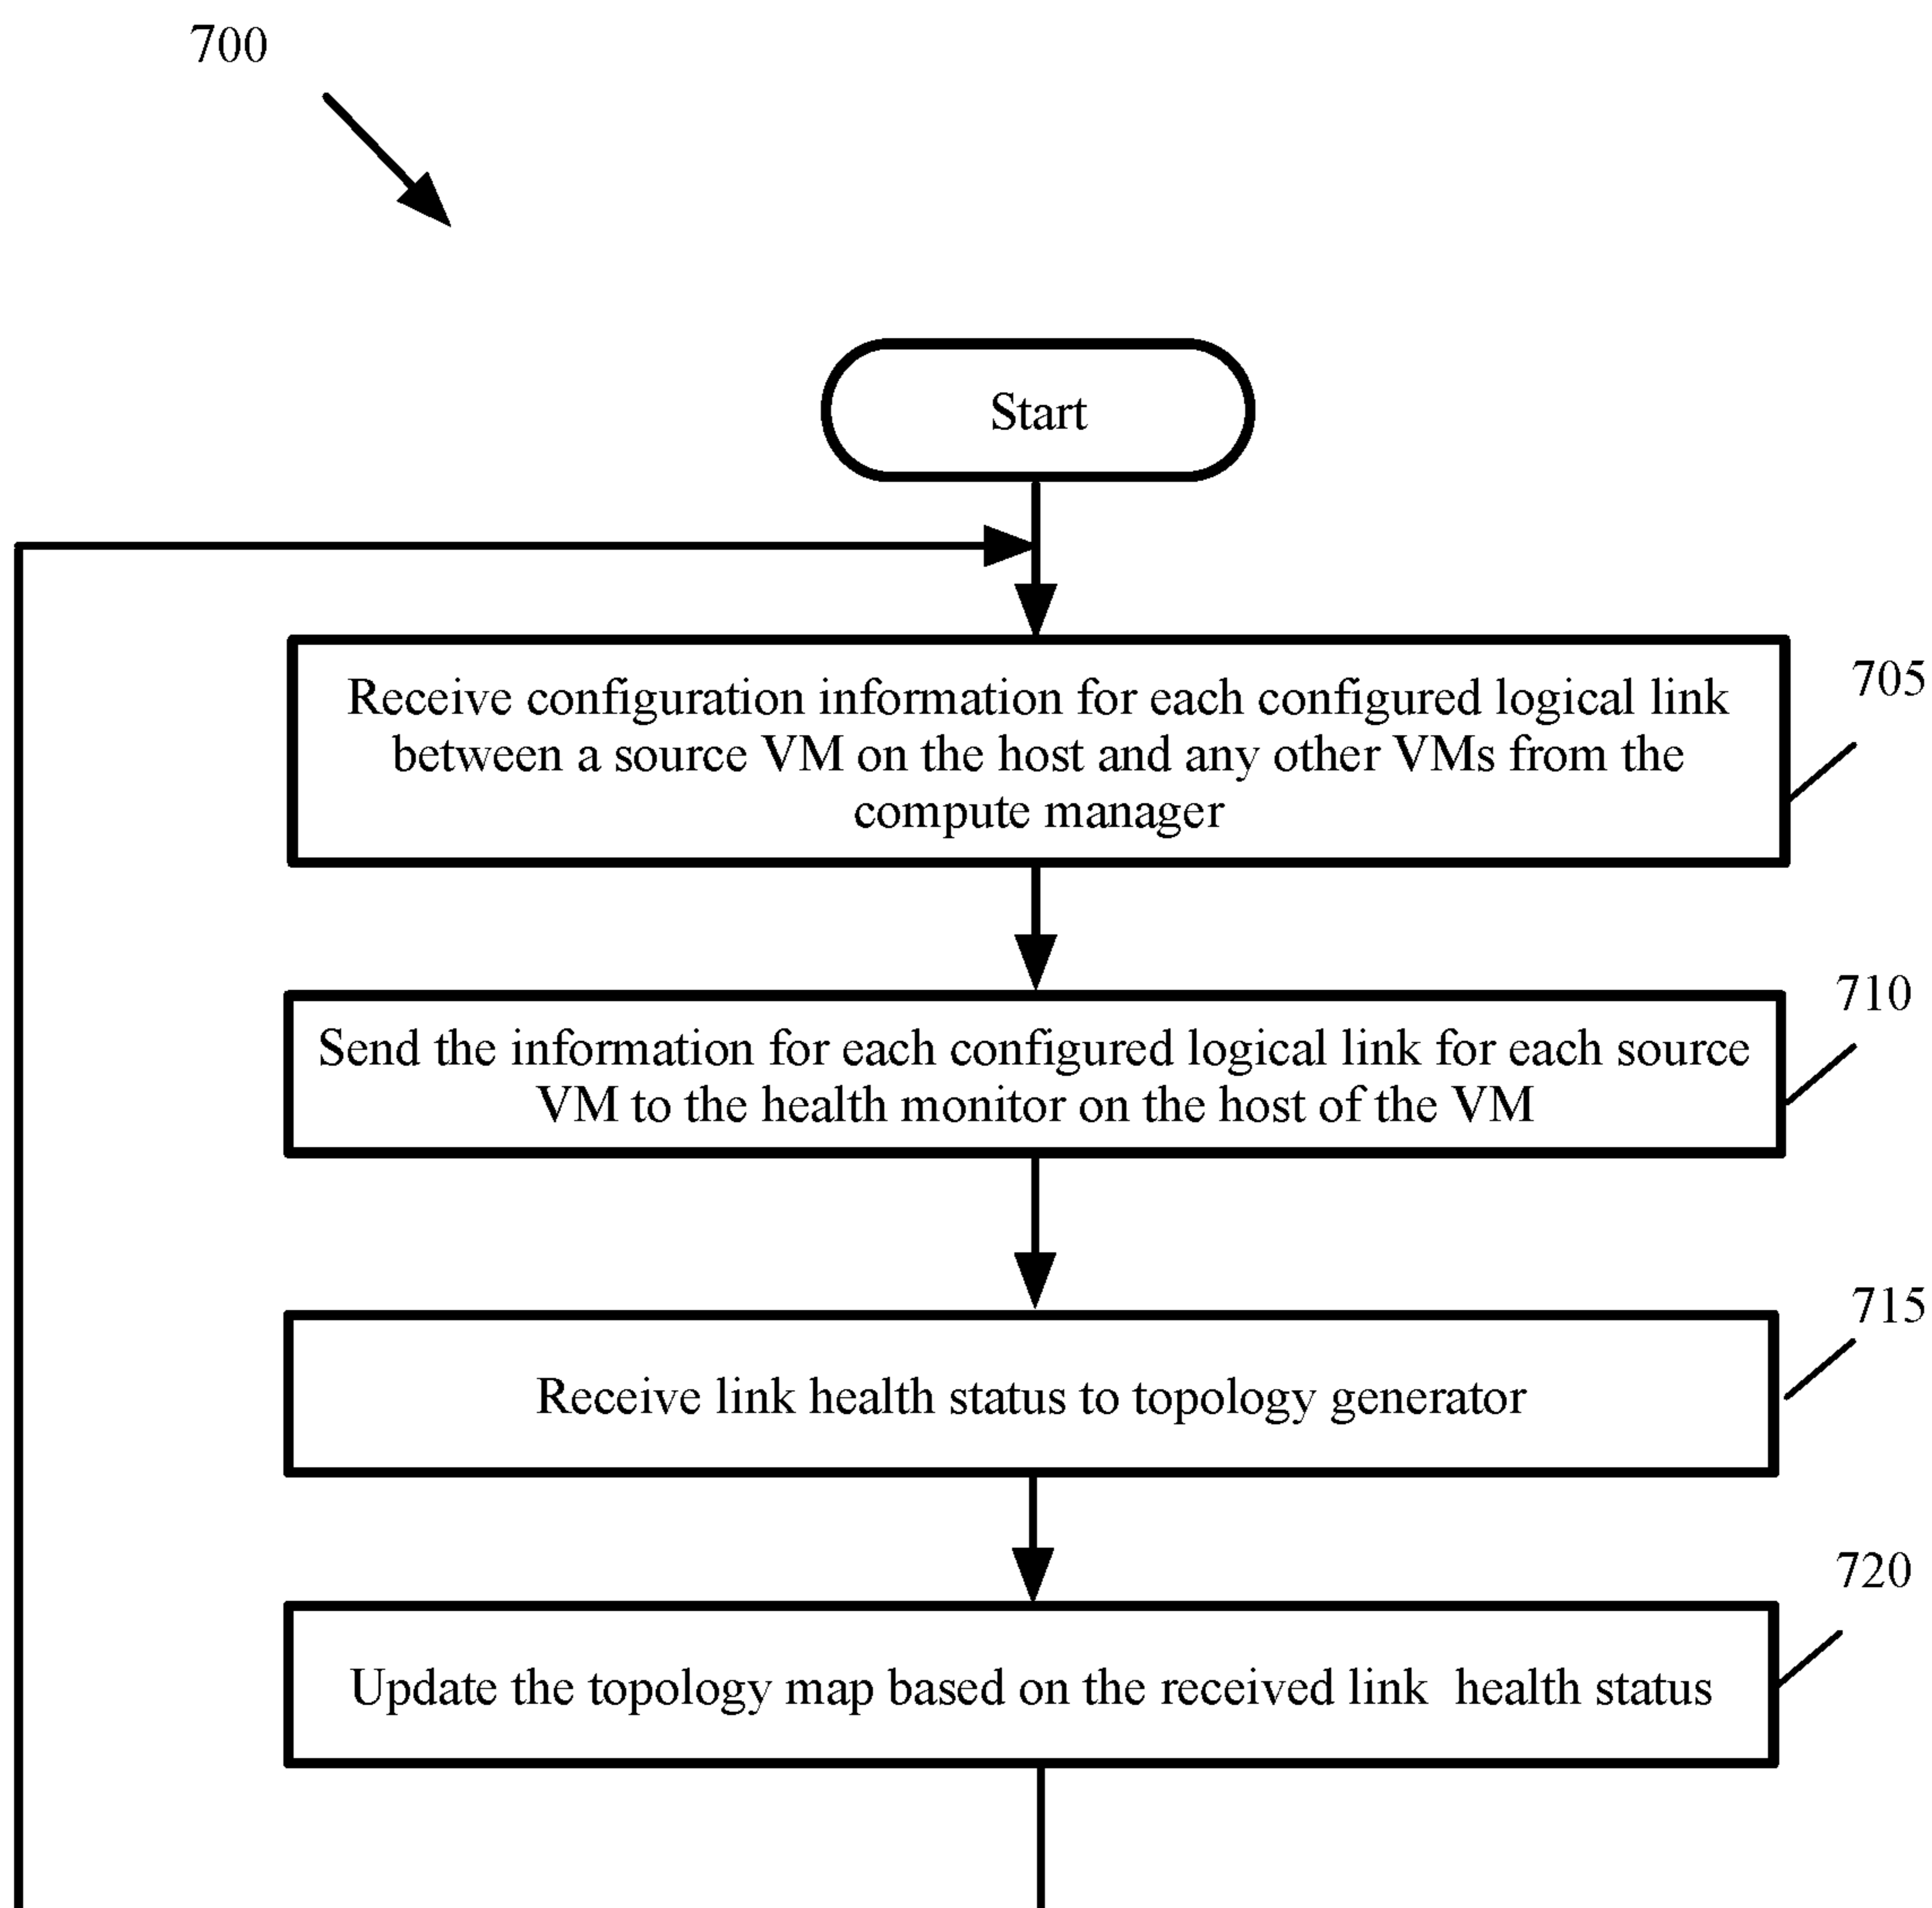 700
Start
Receive configuration information for each configured logical link
between a source VM on the host and any other VMs from the
compute manager
705
Send the information for each configured logical link for each source
VM to the health monitor on the host of the VM
710
Receive link health status to topology generator
715
Update the topology map based on the received link  health status
720